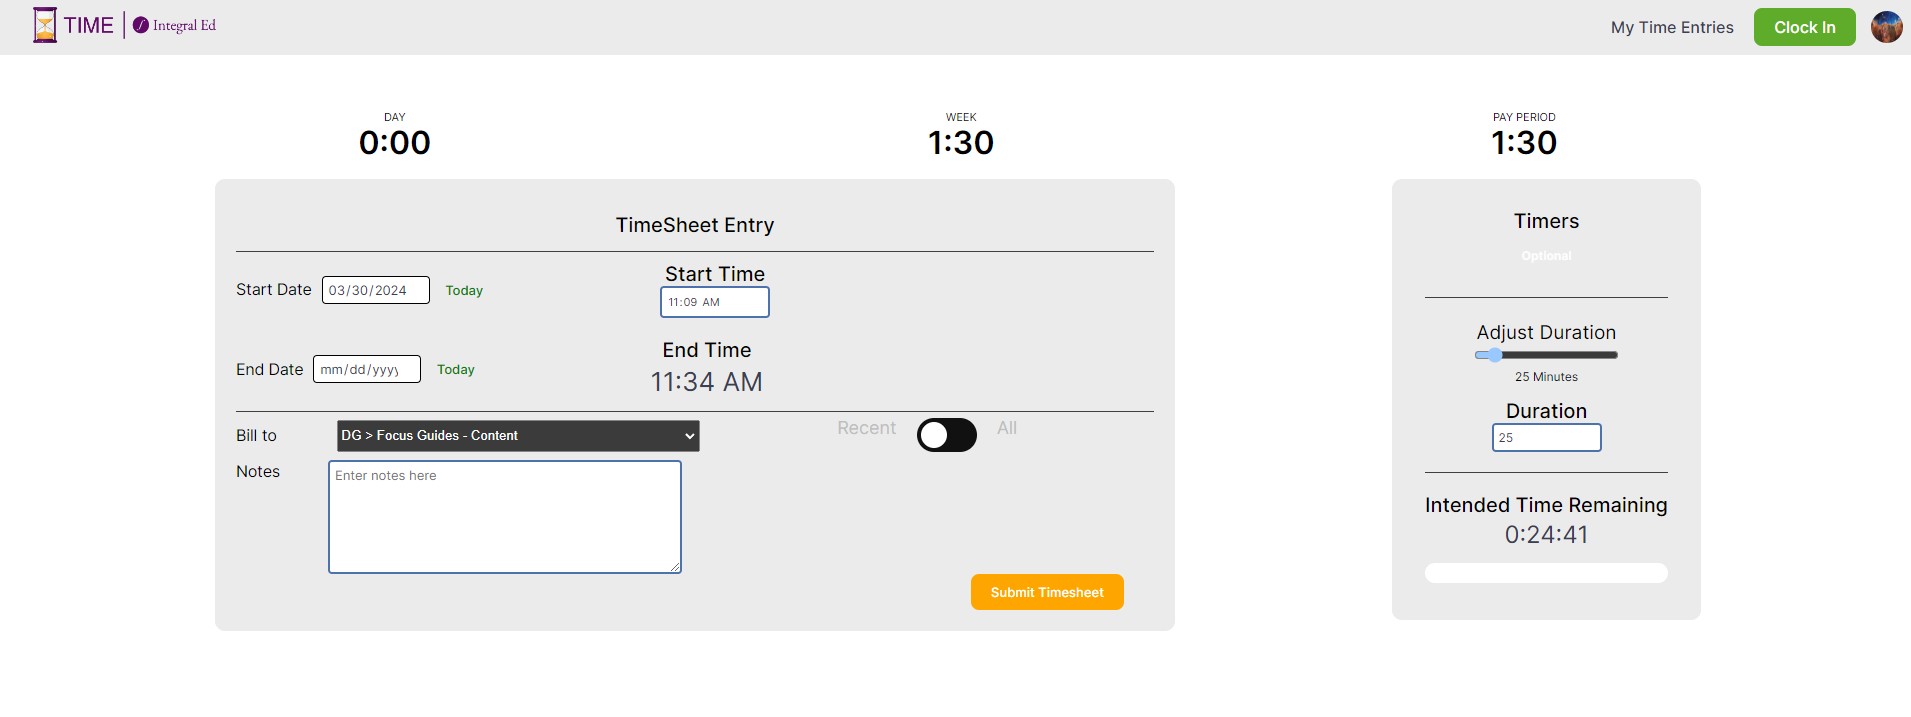 TIME | Integral Ed
My Time Entries
Clock In
DAY
0:00
WEEK
1:30
PAY PERIOD
1:30
TimeSheet Entry
Start Date 03/30/2024 Today
Start Time
11:09 AM
End Date mm/dd/yyyy Today
End Time
11:34 AM
Bill to DG > Focus Guides - Content
Recent All
Notes Enter notes here
Submit Timesheet
Timers
Optional
Adjust Duration
25 Minutes
Duration
25
Intended Time Remaining
0:24:41